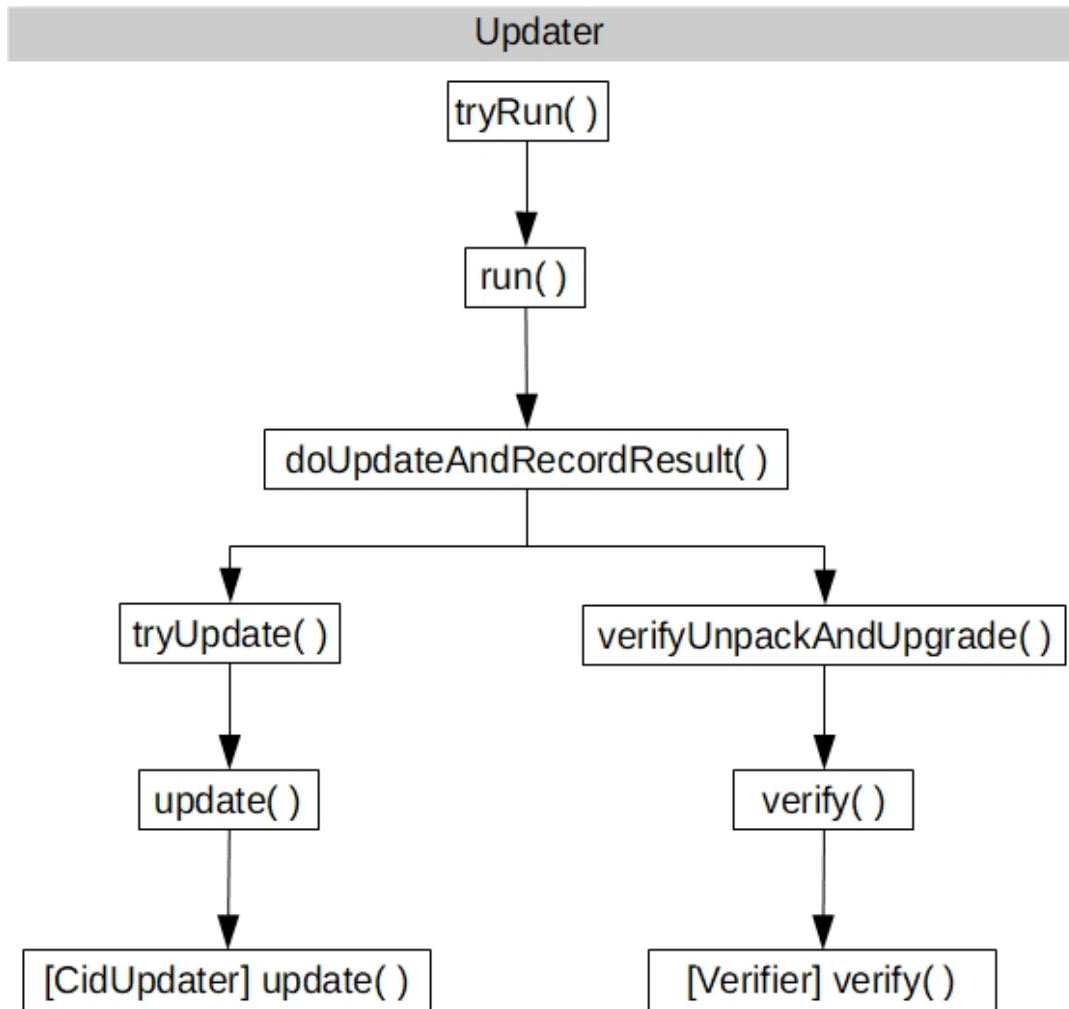 Updater
tryRun( )
run( )
doUpdateAndRecordResult( )
tryUpdate( )
verifyUnpackAndUpgrade( )
update( )
verify( )
[CidUpdater] update( )
[Verifier] verify( )